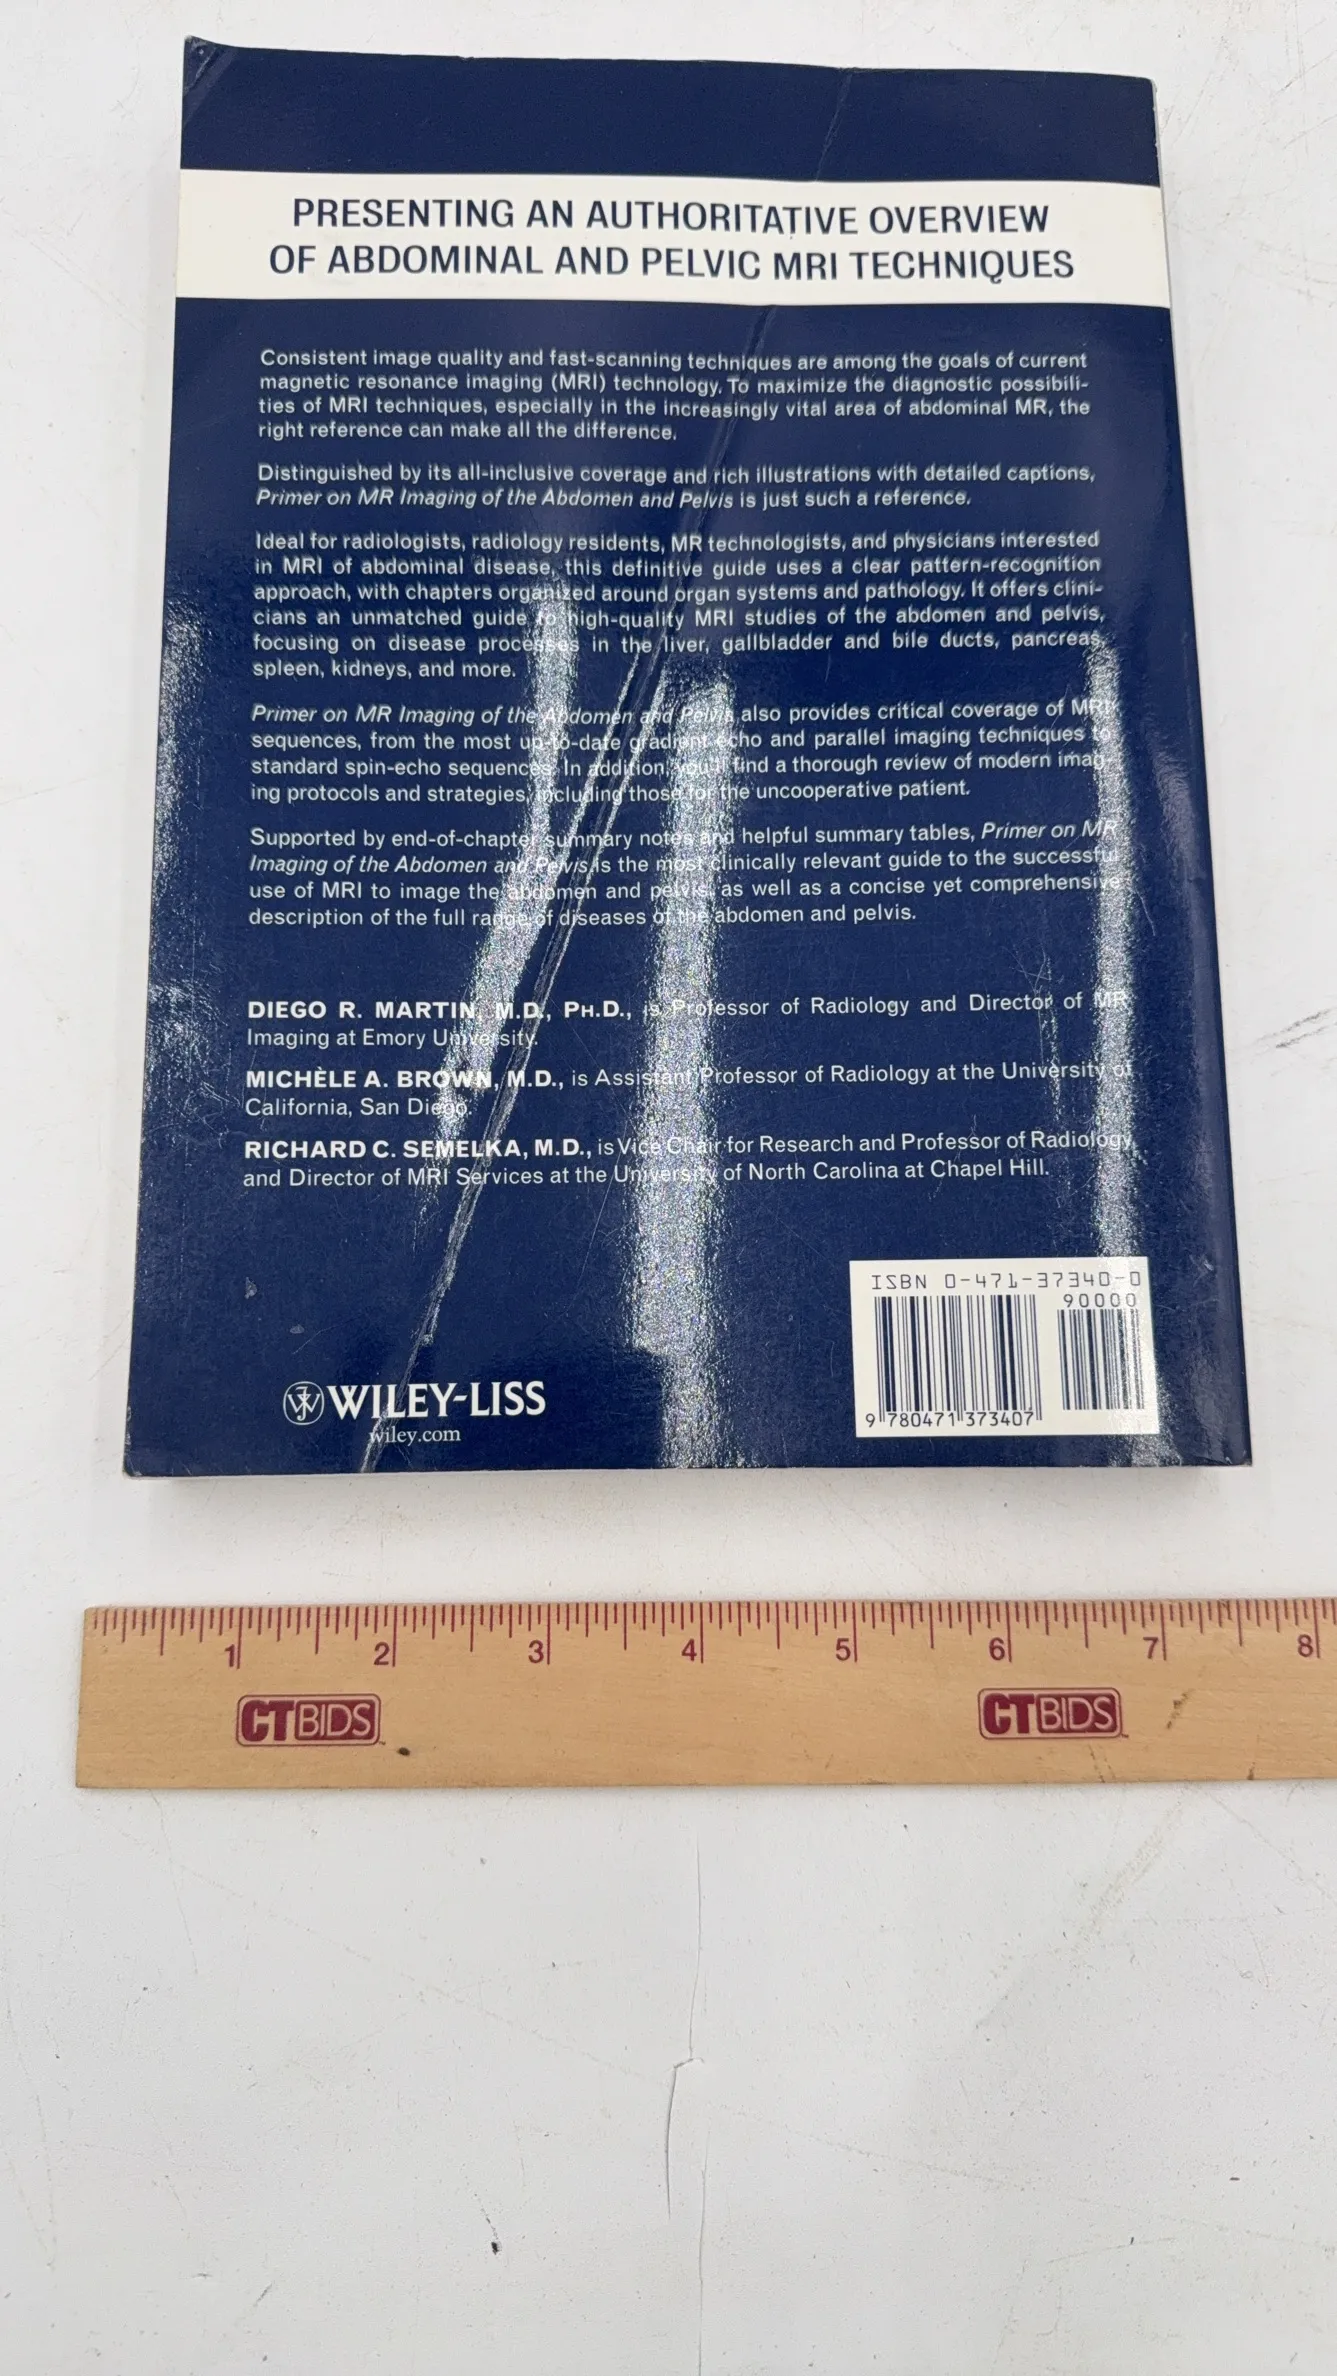 PRESENTING AN AUTHORITATIVE OVERVIEW
OF ABDOMINAL AND PELVIC MRI TECHNIQUES
Consistent image quality and fast-scanning techniques are among the goals of current
magnetic resonance imaging (MRI) technology. To maximize the diagnostic possibili-
ties of MRI techniques, especially in the increasingly vital area of abdominal MR, the
right reference can make all the difference.
Distinguished by its all-inclusive coverage and rich illustrations with detailed captions,
Primer on MR Imaging of the Abdomen and Pelvis is just such a reference.
Ideal for radiologists, radiology residents, MR technologists, and physicians interested
in MRI of abdominal disease, this definitive guide uses a clear pattern-recognition
approach, with chapters organized around organ systems and pathology. It offers clini-
cians an unmatched guide to high-quality MRI studies of the abdomen and pelvis,
focusing on disease processes in the liver, gallbladder and bile ducts, pancreas,
spleen, kidneys, and more.
Primer on MR Imaging of the Abdomen and Pelvis also provides critical coverage of MRI
sequences, from the most up-to-date gradient echo and parallel imaging techniques to
standard spin-echo sequences. In addition, you'll find a thorough review of modern imag-
ing protocols and strategies, including those for the uncooperative patient.
Supported by end-of-chapter summary notes and helpful summary tables, Primer on MR
Imaging of the Abdomen and Pelvis is the most clinically relevant guide to the successful
use of MRI to image the abdomen and pelvis, as well as a concise yet comprehensive
description of the full range of diseases of the abdomen and pelvis.
DIEGO R. MARTIN, M.D., PH.D., is Professor of Radiology and Director of MR
Imaging at Emory University.
MICHÈLE A. BROWN, M.D., is Assistant Professor of Radiology at the University of
California, San Diego.
RICHARD C. SEMELKA, M.D., is Vice Chair for Research and Professor of Radiology,
and Director of MRI Services at the University of North Carolina at Chapel Hill.
ISBN 0-471-37340-0
90000
9 780471 373407
WILEY-LISS
wiley.com
1 2 3 4 5 6 7 8
CTBIDS CTBIDS